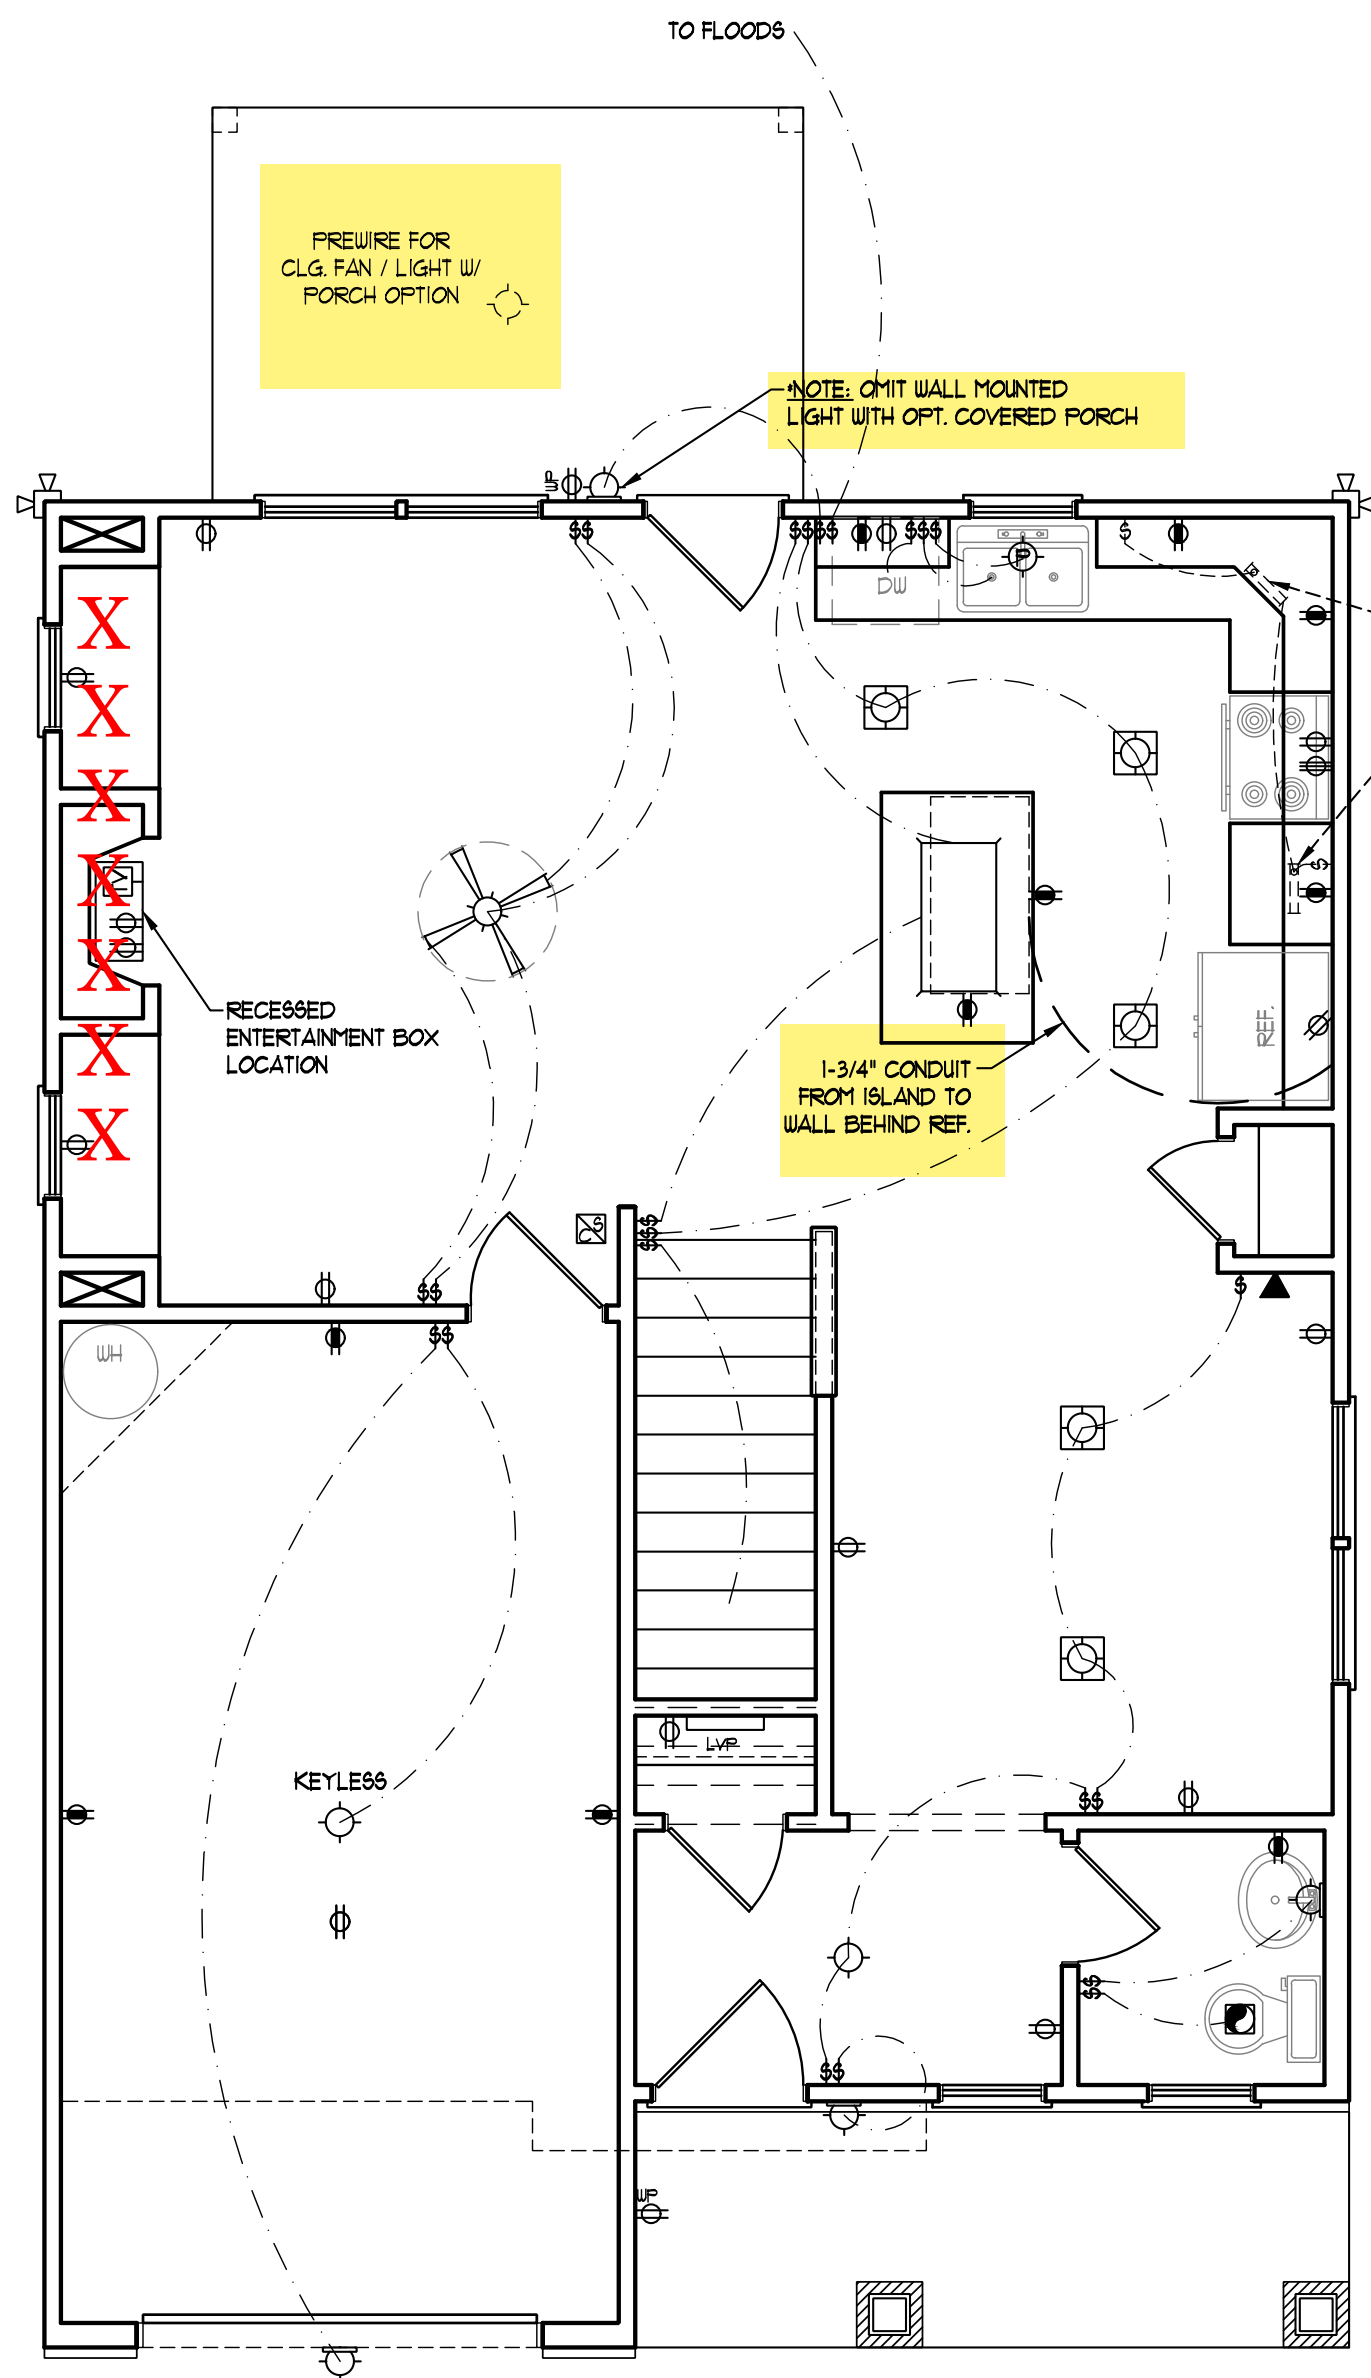 TO FLOODS
PREWIRE FOR
CLG. FAN / LIGHT W/
PORCH OPTION
*NOTE: OMIT WALL MOUNTED
LIGHT WITH OPT. COVERED PORCH
WP
$$
$$$$
$$$
$
DW
D
X
X
X
X
X
X
X
TV
$
RECESSED
ENTERTAINMENT BOX
LOCATION
REF.
1-3/4" CONDUIT
FROM ISLAND TO
WALL BEHIND REF.
CS
$$$
$$
$
$$
WH
LVP
KEYLESS
$$
$$
$$
WP